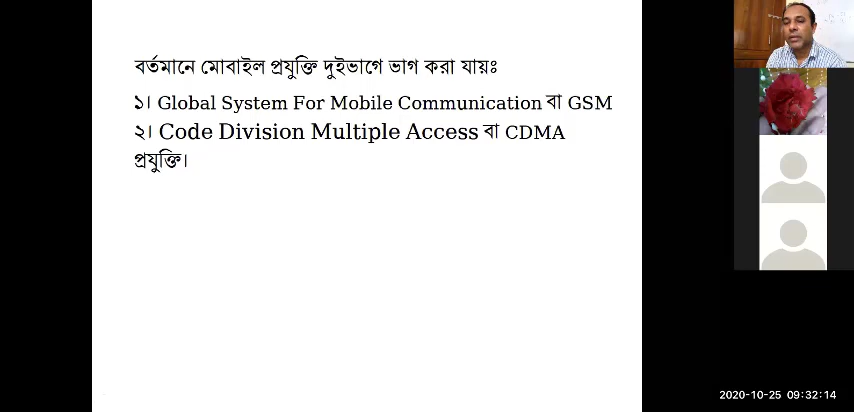 বর্তমানে মোবাইল প্রযুক্তি দুইভাগে ভাগ করা যায়ঃ
১। Global System For Mobile Communication বা GSM
২। Code Division Multiple Access বা CDMA
প্রযুক্তি।
2020-10-25 09:32:14